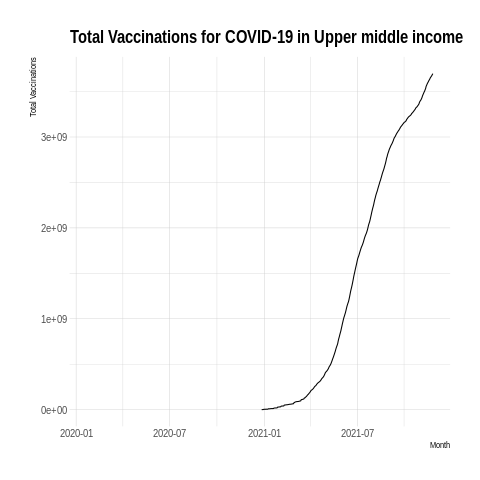 Total Vaccinations for COVID-19 in Upper middle income
Total Vaccinations
3e+09
2e+09
1e+09
0e+00
2020-01
2020-07
2021-01
2021-07
Month